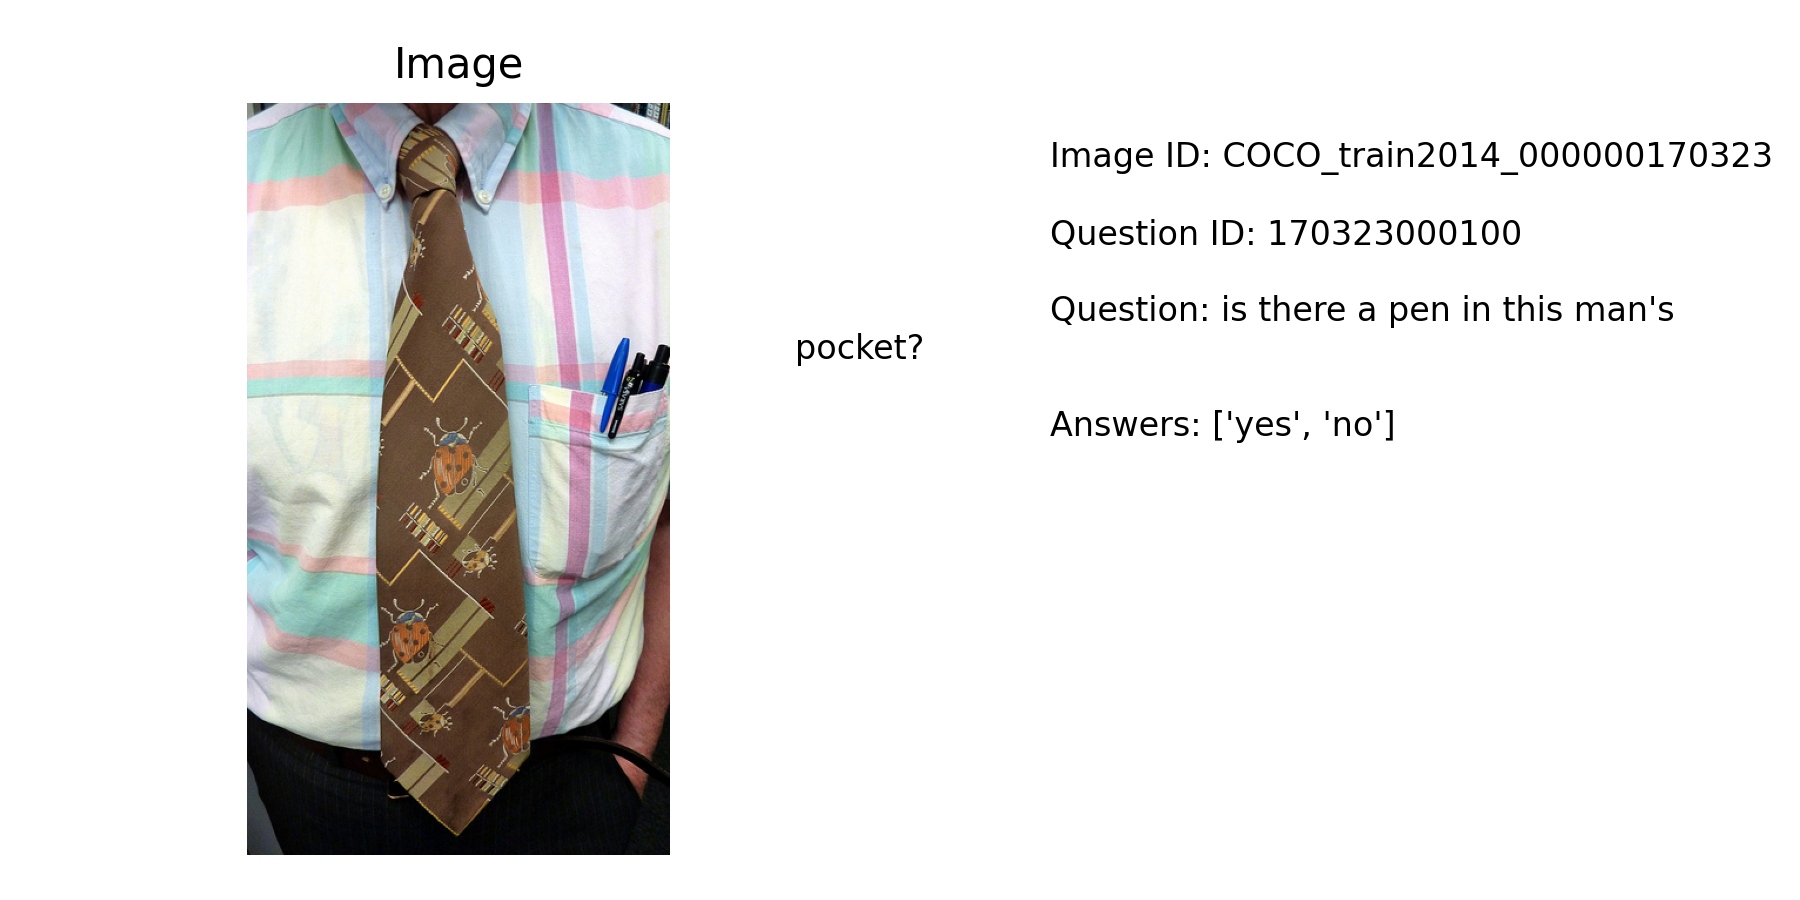 Image
Image ID: COCO_train2014_000000170323
Question ID: 170323000100
Question: is there a pen in this man's
pocket?
Answers: ['yes', 'no']